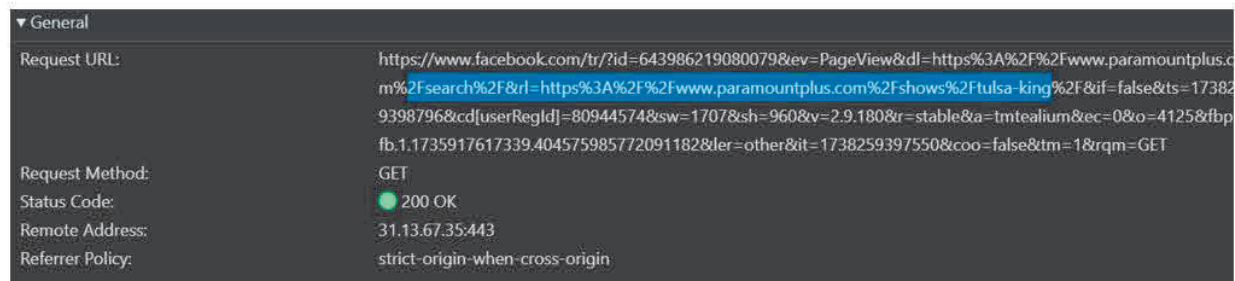 ▼ General
Request URL: https://www.facebook.com/tr/?id=643986219080079&ev=PageView&dl=https%3A%2F%2Fwww.paramountplus.c
m%2Fsearch%2F&rl=https%3A%2F%2Fwww.paramountplus.com%2Fshows%2Ftulsa-king%2F&if=false&ts=17382
9398796&cd[userRegId]=80944574&sw=1707&sh=960&v=2.9.180&r=stable&a=tmtealium&ec=0&o=4125&fbp
fb.1.1735917617339.404575985772091182&ler=other&it=1738259397550&coo=false&tm=1&rqm=GET
Request Method: GET
Status Code: 200 OK
Remote Address: 31.13.67.35:443
Referrer Policy: strict-origin-when-cross-origin